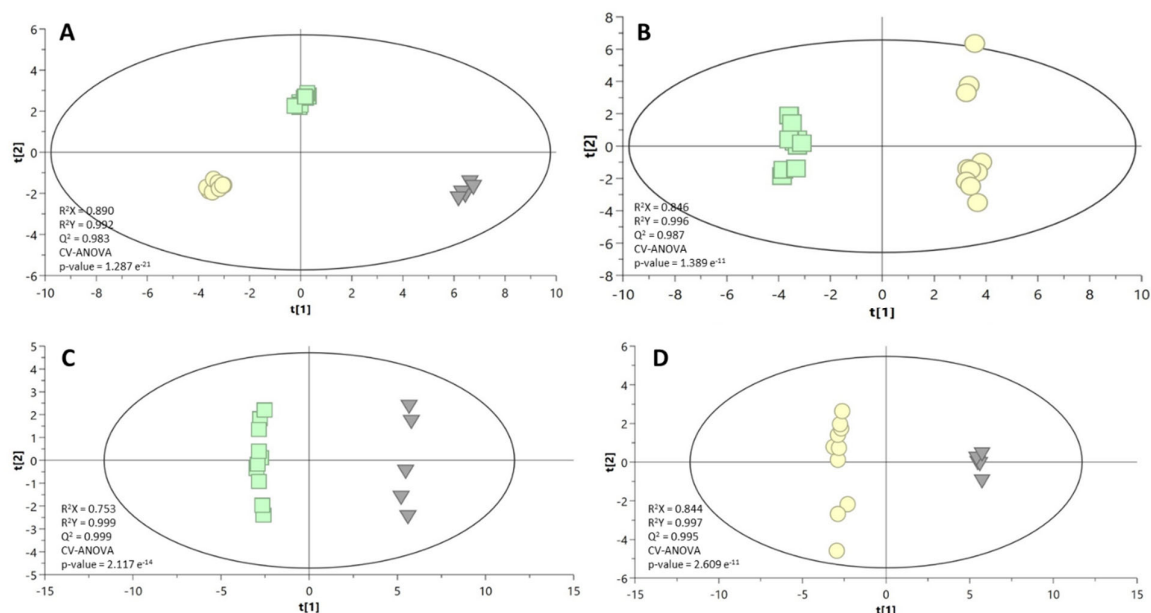 A
6
4
2
0
-2
-4
-6
t[2]
R²X = 0.890
R²Y = 0.992
Q² = 0.983
CV-ANOVA
p-value = 1.287 e⁻²¹
-10 -8 -6 -4 -2 0 2 4 6 8 10
t[1]
B
8
6
4
2
0
-2
-4
-6
-8
t[2]
R²X = 0.846
R²Y = 0.996
Q² = 0.987
CV-ANOVA
p-value = 1.389 e⁻¹¹
-10 -8 -6 -4 -2 0 2 4 6 8 10
t[1]
C
5
4
3
2
1
0
-1
-2
-3
-4
-5
t[2]
R²X = 0.753
R²Y = 0.999
Q² = 0.999
CV-ANOVA
p-value = 2.117 e⁻¹⁴
-15 -10 -5 0 5 10 15
t[1]
D
6
4
2
0
-2
-4
-6
t[2]
R²X = 0.844
R²Y = 0.997
Q² = 0.995
CV-ANOVA
p-value = 2.609 e⁻¹¹
-15 -10 -5 0 5 10 15
t[1]